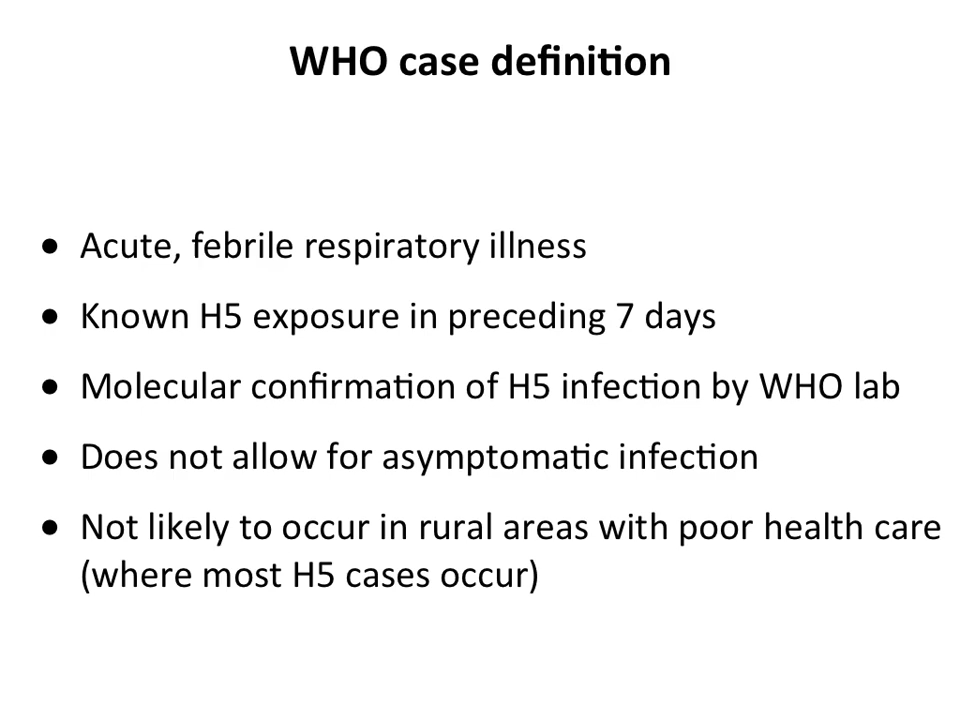 WHO case definition
● Acute, febrile respiratory illness
● Known H5 exposure in preceding 7 days
● Molecular confirmation of H5 infection by WHO lab
● Does not allow for asymptomatic infection
● Not likely to occur in rural areas with poor health care
(where most H5 cases occur)